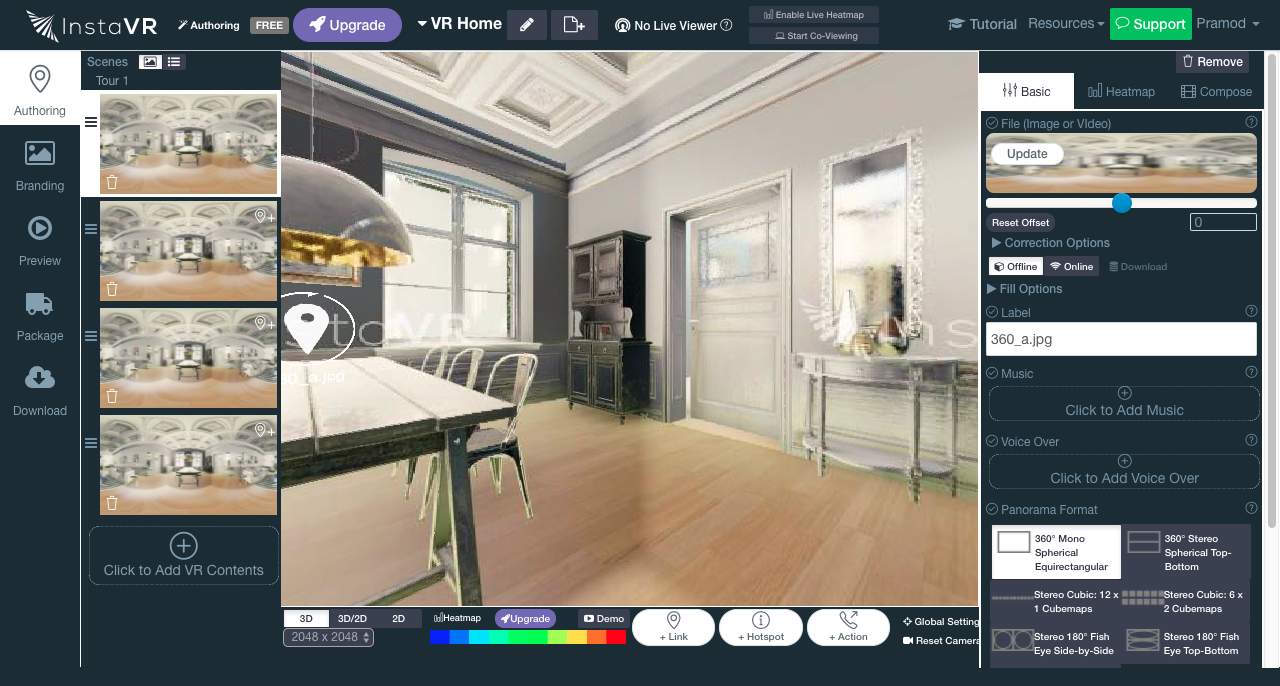 InstaVR
Authoring
FREE
Upgrade
VR Home
No Live Viewer
Enable Live Heatmap
Start Co-Viewing
Tutorial
Resources
Support
Pramod
Authoring
Branding
Preview
Package
Download
Scenes
Tour 1
Click to Add VR Contents
staVR
Ins
a.jpg
3D
3D/2D
2D
2048 x 2048
Heatmap
Upgrade
Demo
+ Link
+ Hotspot
+ Action
Global Setting
Reset Camera
Remove
Basic
Heatmap
Compose
File (Image or VIdeo)
Update
Reset Offset
0
Correction Options
Offline
Online
Download
Fill Options
Label
360_a.jpg
Music
Click to Add Music
Voice Over
Click to Add Voice Over
Panorama Format
360° Mono
Spherical
Equirectangular
360° Stereo
Spherical Top-
Bottom
Stereo Cubic: 12 x
1 Cubemaps
Stereo Cubic: 6 x
2 Cubemaps
Stereo 180° Fish
Eye Side-by-Side
Stereo 180° Fish
Eye Top-Bottom